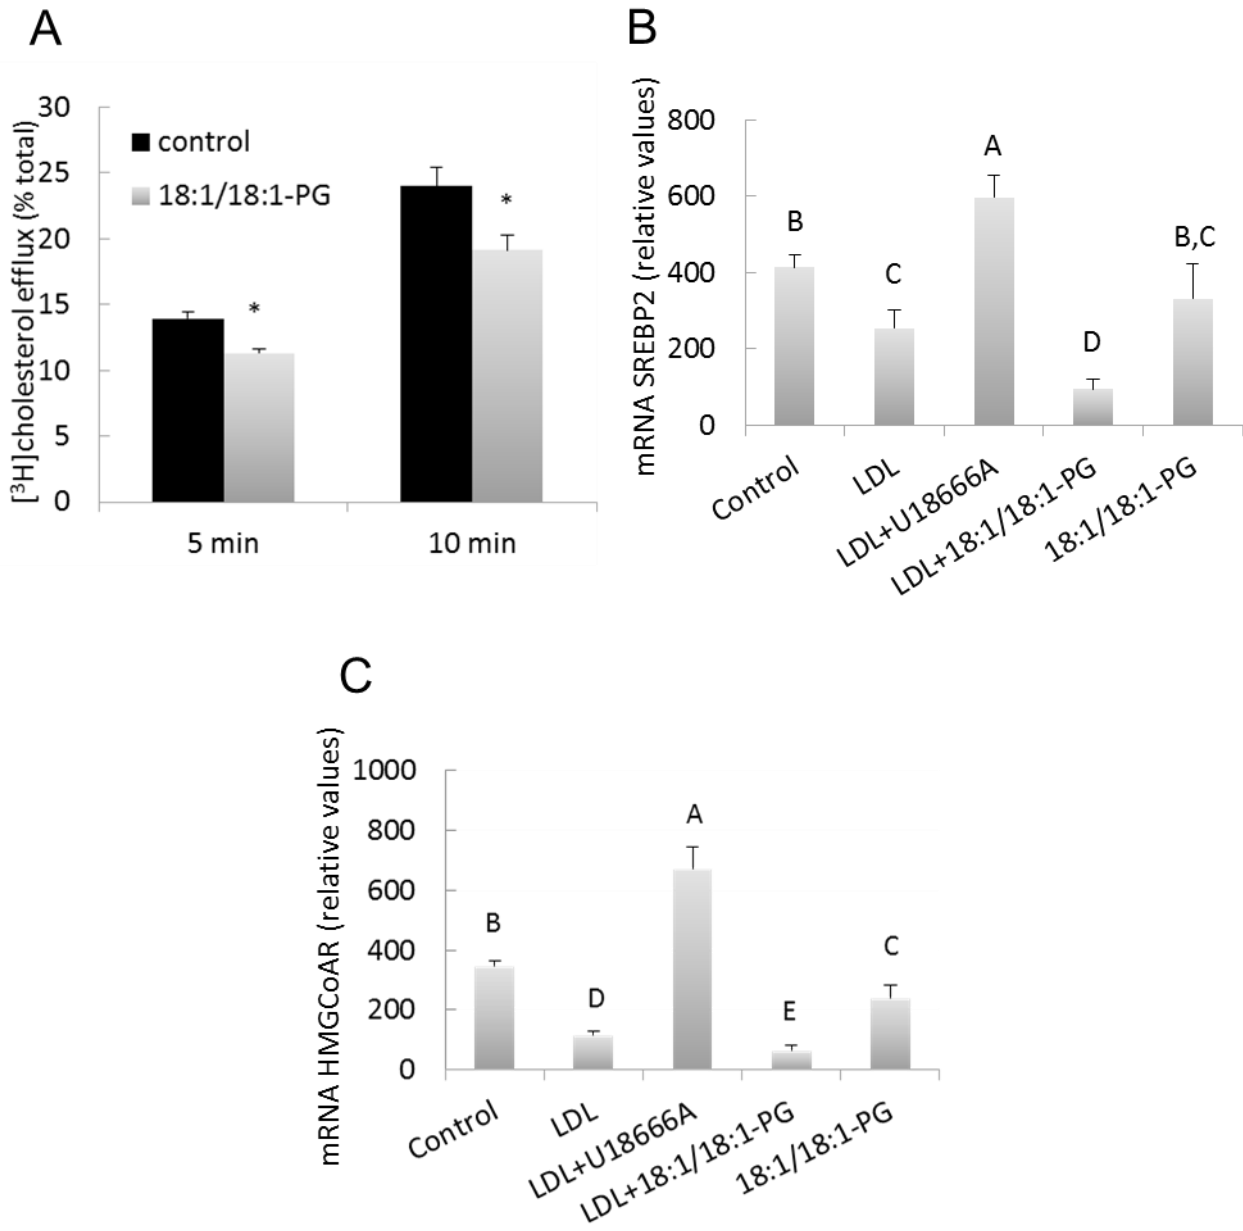 A
[³H]cholesterol efflux (% total)
30
25
20
15
10
5
0
control
18:1/18:1-PG
*
*
5 min
10 min
B
mRNA SREBP2 (relative values)
800
600
400
200
0
B
C
A
D
B,C
Control
LDL
LDL+U18666A
LDL+18:1/18:1-PG
18:1/18:1-PG
C
mRNA HMGCoAR (relative values)
1000
800
600
400
200
0
B
D
A
E
C
Control
LDL
LDL+U18666A
LDL+18:1/18:1-PG
18:1/18:1-PG